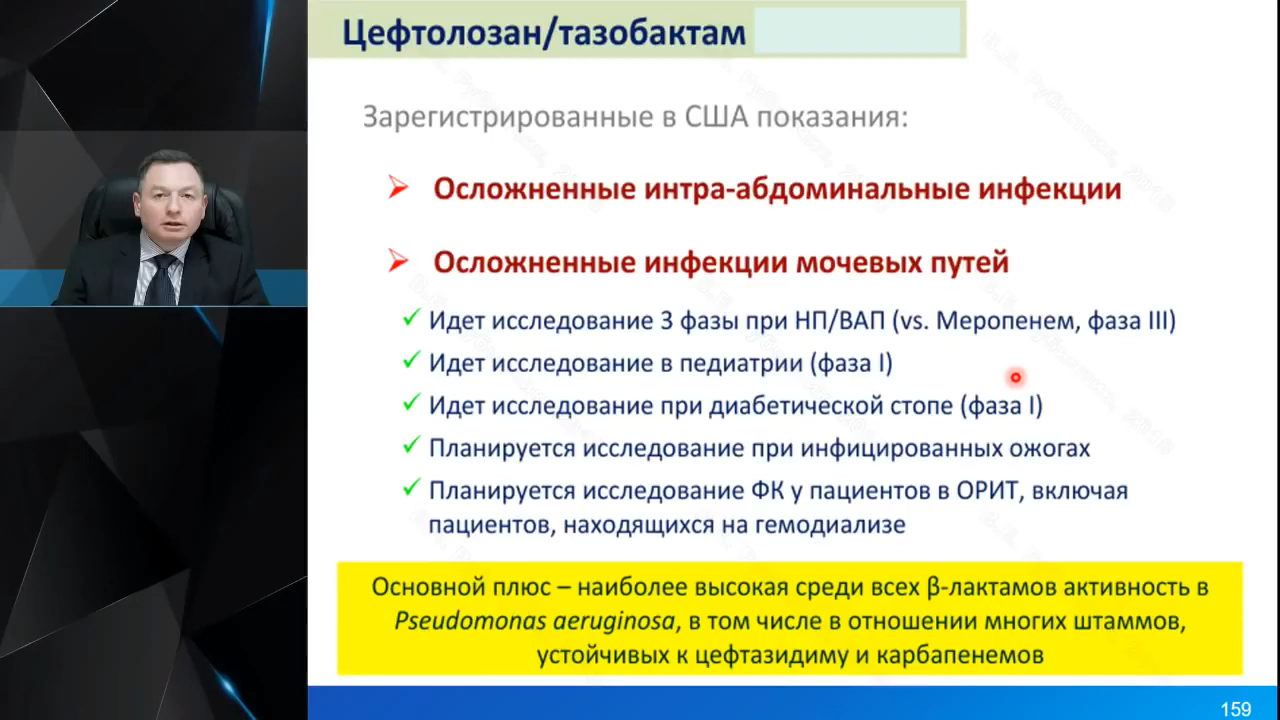 Цефтолозан/тазобактам
Зарегистрированные в США показания:
Осложненные интра-абдоминальные инфекции
Осложненные инфекции мочевых путей
Идет исследование 3 фазы при НП/ВАП (vs. Меропенем, фаза III)
Идет исследование в педиатрии (фаза I)
Идет исследование при диабетической стопе (фаза I)
Планируется исследование при инфицированных ожогах
Планируется исследование ФК у пациентов в ОРИТ, включая
пациентов, находящихся на гемодиализе
Основной плюс – наиболее высокая среди всех β-лактамов активность в
Pseudomonas aeruginosa, в том числе в отношении многих штаммов,
устойчивых к цефтазидиму и карбапенемов
159